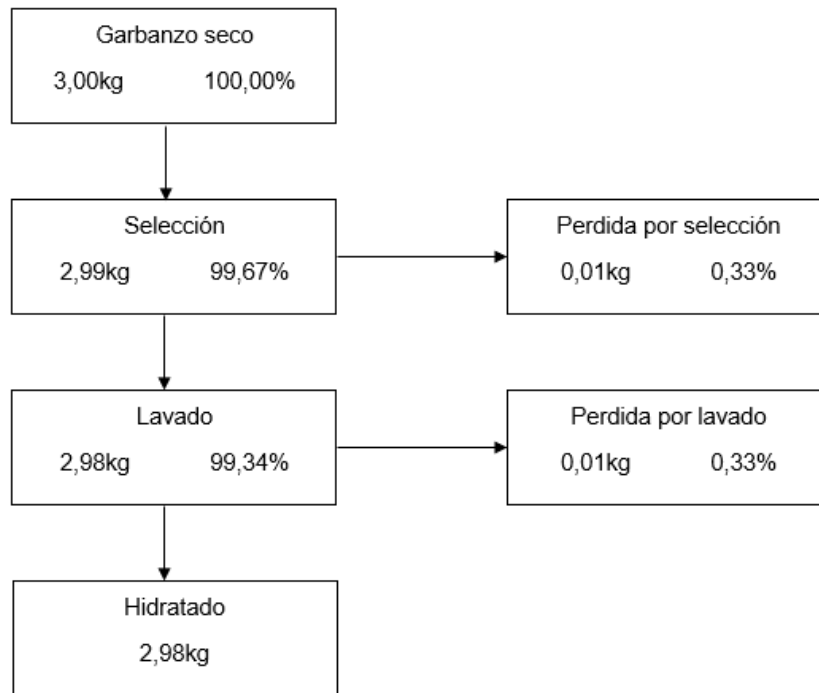 Garbanzo seco
3,00kg 100,00%
Selección
2,99kg 99,67%
Perdida por selección
0,01kg 0,33%
Lavado
2,98kg 99,34%
Perdida por lavado
0,01kg 0,33%
Hidratado
2,98kg